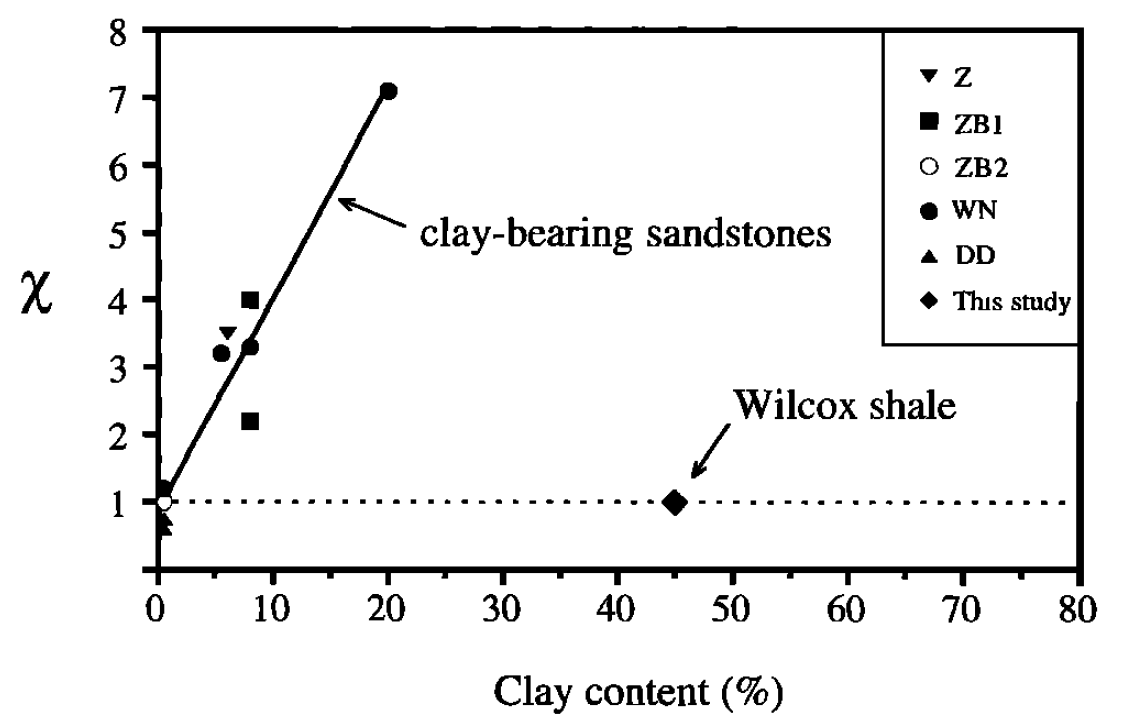 8
7
6
5
4
3
2
1
χ
Z
ZB1
ZB2
WN
DD
This study
clay-bearing sandstones
Wilcox shale
0 10 20 30 40 50 60 70 80
Clay content (%)